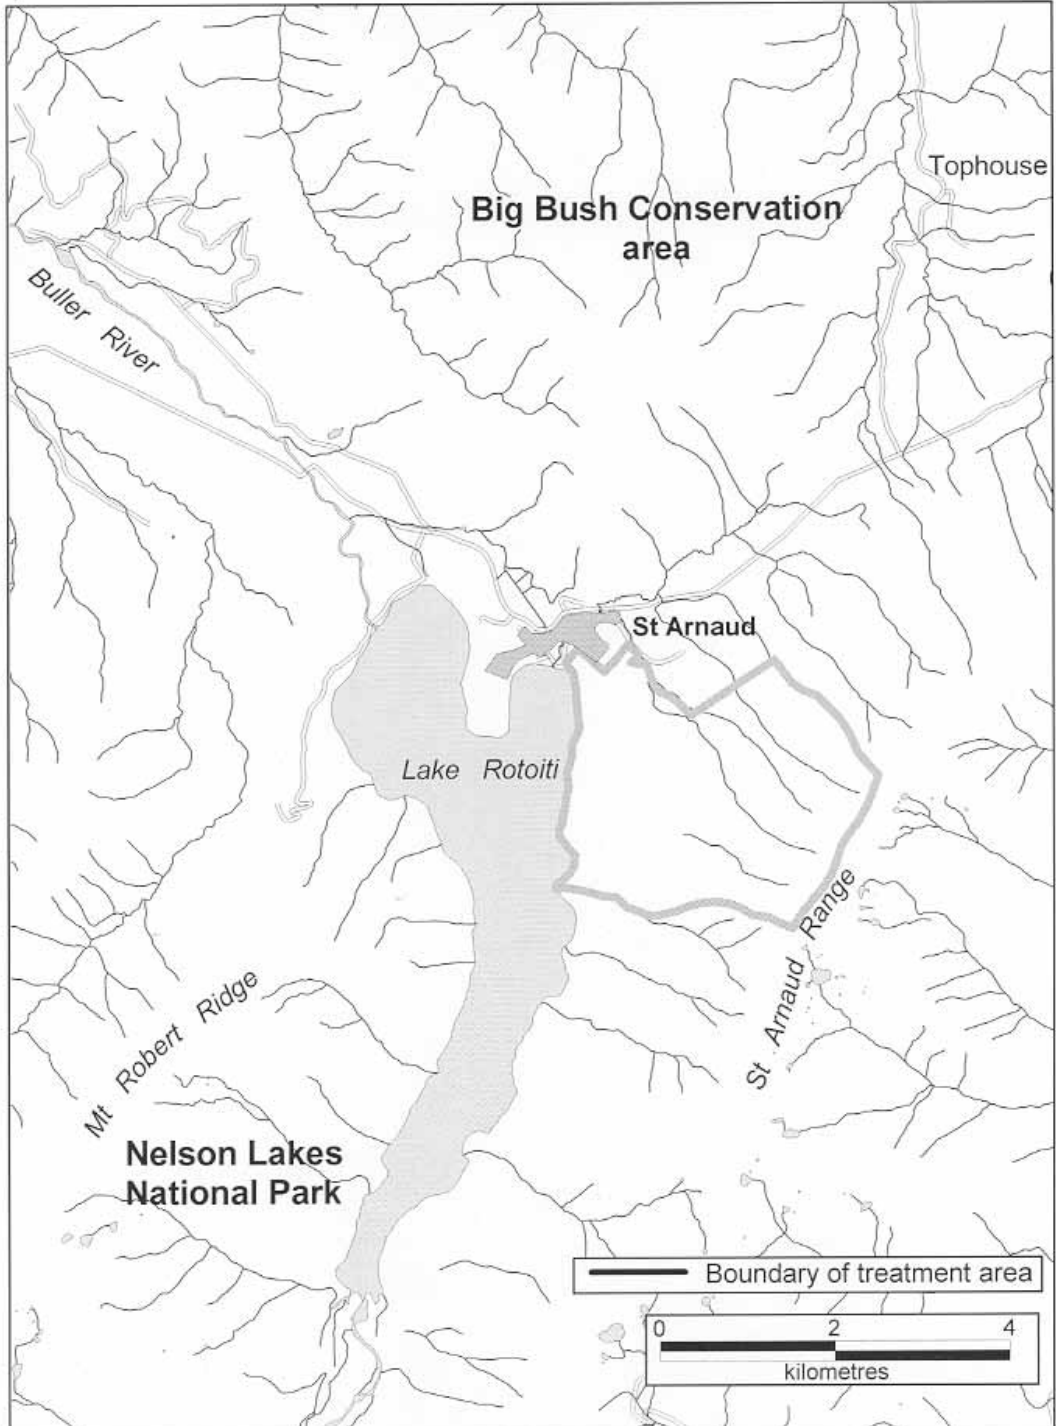 Tophouse
Big Bush Conservation
area
Buller River
St Arnaud
Lake Rotoiti
St. Arnaud Range
Mt Robert Ridge
Nelson Lakes
National Park
Boundary of treatment area
0 2 4
kilometres